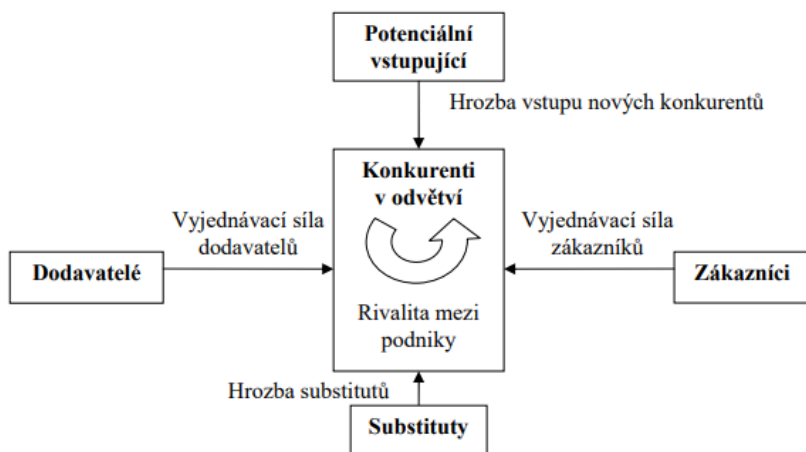 Potenciální
vstupující
Hrozba vstupu nových konkurentů
Konkurenti
v odvětví
Vyjednávací síla
dodavatelů
Vyjednávací síla
zákazníků
Dodavatelé
Zákazníci
Rivalita mezi
podniky
Hrozba substitutů
Substituty